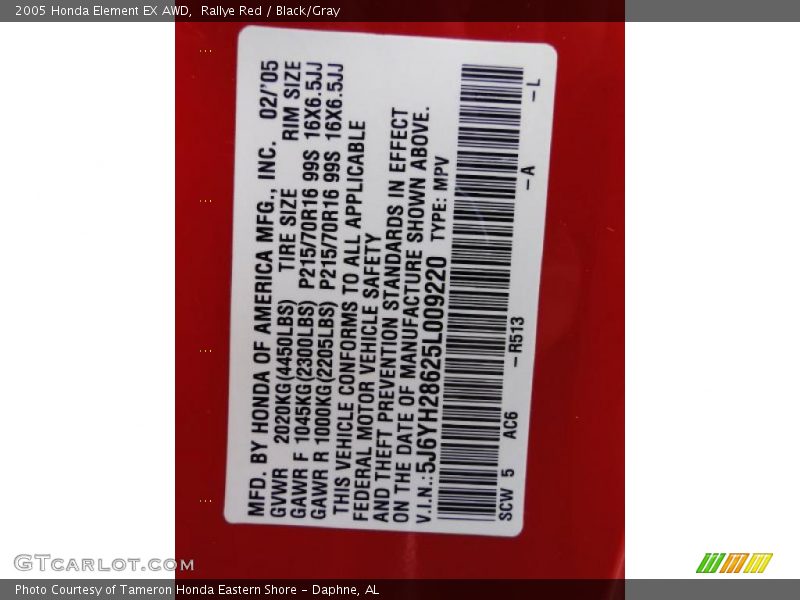 2005 Honda Element EX AWD,  Rallye Red / Black/Gray
MFD. BY HONDA OF AMERICA MFG., INC. 02/'05
GVWR 2020KG(4450LBS) TIRE SIZE RIM SIZE
GAWR F 1045KG(2300LBS) P215/70R16 99S 16X6.5JJ
GAWR R 1000KG(2205LBS) P215/70R16 99S 16X6.5JJ
THIS VEHICLE CONFORMS TO ALL APPLICABLE
FEDERAL MOTOR VEHICLE SAFETY
AND THEFT PREVENTION STANDARDS IN EFFECT
ON THE DATE OF MANUFACTURE SHOWN ABOVE.
V.I.N.:5J6YH28625L009220 TYPE: MPV
SCW 5 AC6 -R513 -A -L
GTCARLOT.COM
Photo Courtesy of Tameron Honda Eastern Shore - Daphne, AL